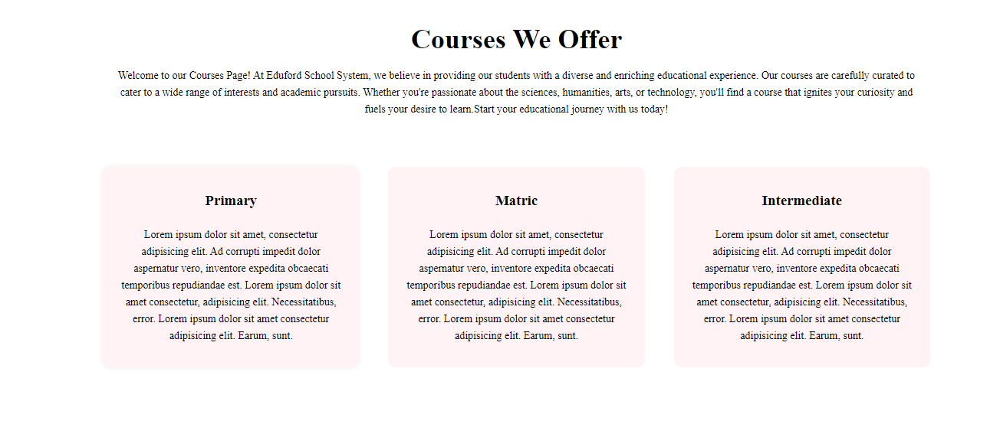 Courses We Offer
Welcome to our Courses Page! At Eduford School System, we believe in providing our students with a diverse and enriching educational experience. Our courses are carefully curated to
cater to a wide range of interests and academic pursuits. Whether you're passionate about the sciences, humanities, arts, or technology, you'll find a course that ignites your curiosity and
fuels your desire to learn.Start your educational journey with us today!
Primary
Lorem ipsum dolor sit amet, consectetur
adipisicing elit. Ad corrupti impedit dolor
aspernatur vero, inventore expedita obcaecati
temporibus repudiandae est. Lorem ipsum dolor sit
amet consectetur, adipisicing elit. Necessitatibus,
error. Lorem ipsum dolor sit amet consectetur
adipisicing elit. Earum, sunt.
Matric
Lorem ipsum dolor sit amet, consectetur
adipisicing elit. Ad corrupti impedit dolor
aspernatur vero, inventore expedita obcaecati
temporibus repudiandae est. Lorem ipsum dolor sit
amet consectetur, adipisicing elit. Necessitatibus,
error. Lorem ipsum dolor sit amet consectetur
adipisicing elit. Earum, sunt.
Intermediate
Lorem ipsum dolor sit amet, consectetur
adipisicing elit. Ad corrupti impedit dolor
aspernatur vero, inventore expedita obcaecati
temporibus repudiandae est. Lorem ipsum dolor sit
amet consectetur, adipisicing elit. Necessitatibus,
error. Lorem ipsum dolor sit amet consectetur
adipisicing elit. Earum, sunt.